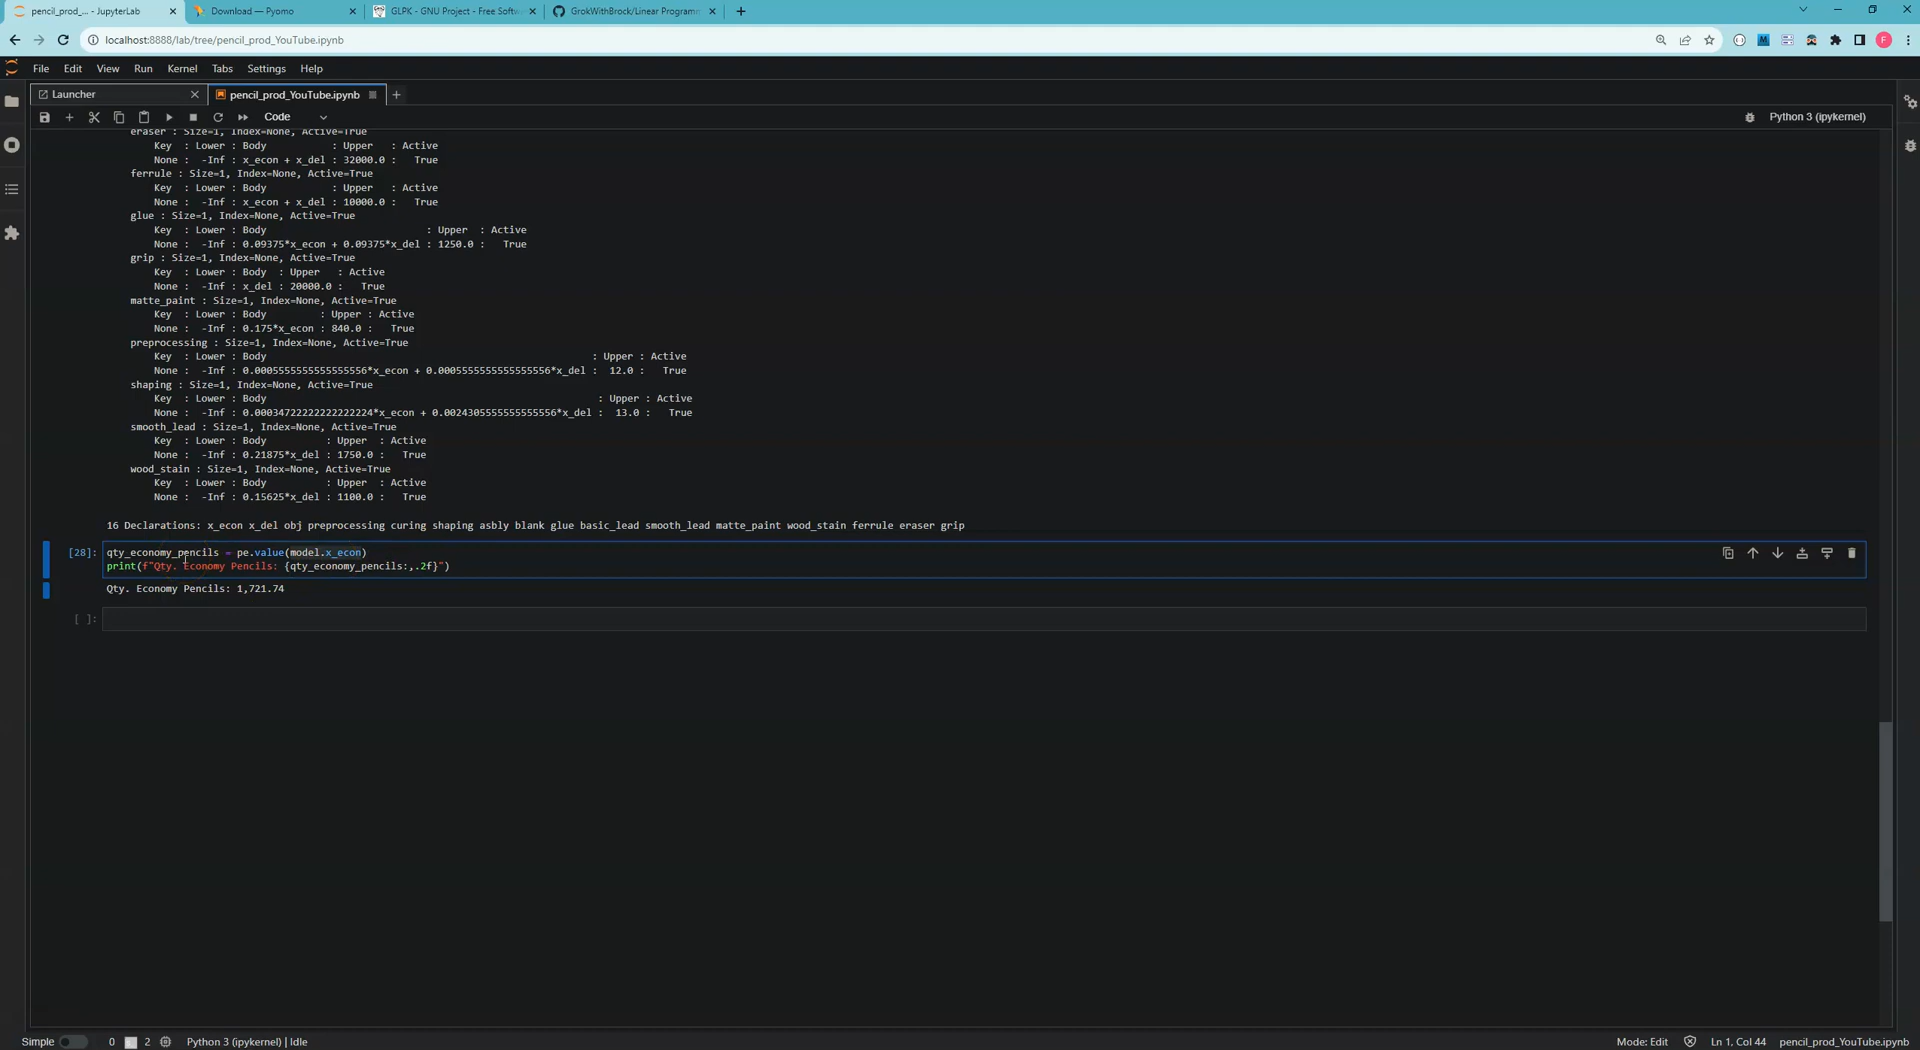 pencil_prod_... - JupyterLab
Download — Pyomo
GLPK - GNU Project - Free Softw
GrokWithBrock/Linear Programm
localhost:8888/lab/tree/pencil_prod_YouTube.ipynb
F
File Edit View Run Kernel Tabs Settings Help
Launcher
pencil_prod_YouTube.ipynb
Code
Python 3 (ipykernel)
eraser : Size=1, Index=None, Active=True
Key : Lower : Body : Upper : Active
None : -Inf : x_econ + x_del : 32000.0 : True
ferrule : Size=1, Index=None, Active=True
Key : Lower : Body : Upper : Active
None : -Inf : x_econ + x_del : 10000.0 : True
glue : Size=1, Index=None, Active=True
Key : Lower : Body : Upper : Active
None : -Inf : 0.09375*x_econ + 0.09375*x_del : 1250.0 : True
grip : Size=1, Index=None, Active=True
Key : Lower : Body : Upper : Active
None : -Inf : x_del : 20000.0 : True
matte_paint : Size=1, Index=None, Active=True
Key : Lower : Body : Upper : Active
None : -Inf : 0.175*x_econ : 840.0 : True
preprocessing : Size=1, Index=None, Active=True
Key : Lower : Body : Upper : Active
None : -Inf : 0.0005555555555555556*x_econ + 0.0005555555555555556*x_del : 12.0 : True
shaping : Size=1, Index=None, Active=True
Key : Lower : Body : Upper : Active
None : -Inf : 0.00034722222222222224*x_econ + 0.0024305555555555556*x_del : 13.0 : True
smooth_lead : Size=1, Index=None, Active=True
Key : Lower : Body : Upper : Active
None : -Inf : 0.21875*x_del : 1750.0 : True
wood_stain : Size=1, Index=None, Active=True
Key : Lower : Body : Upper : Active
None : -Inf : 0.15625*x_del : 1100.0 : True
16 Declarations: x_econ x_del obj preprocessing curing shaping asbly blank glue basic_lead smooth_lead matte_paint wood_stain ferrule eraser grip
[28]: qty_economy_pencils = pe.value(model.x_econ)
print(f"Qty. Economy Pencils: {qty_economy_pencils:,.2f}")
Qty. Economy Pencils: 1,721.74
[ ]:
Simple 0 2 Python 3 (ipykernel) | Idle
Mode: Edit Ln 1, Col 44 pencil_prod_YouTube.ipynb